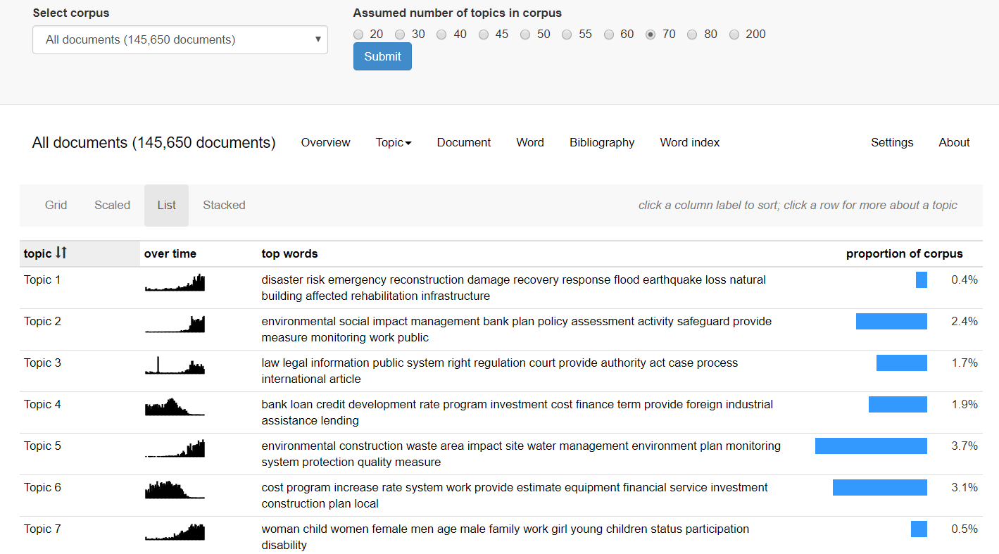 Select corpus
Assumed number of topics in corpus
All documents (145,650 documents)
20 30 40 45 50 55 60 70 80 200
Submit
All documents (145,650 documents) Overview Topic Document Word Bibliography Word index Settings About
Grid Scaled List Stacked click a column label to sort; click a row for more about a topic
topic over time top words proportion of corpus
Topic 1 disaster risk emergency reconstruction damage recovery response flood earthquake loss natural 0.4%
building affected rehabilitation infrastructure
Topic 2 environmental social impact management bank plan policy assessment activity safeguard provide 2.4%
measure monitoring work public
Topic 3 law legal information public system right regulation court provide authority act case process 1.7%
international article
Topic 4 bank loan credit development rate program investment cost finance term provide foreign industrial 1.9%
assistance lending
Topic 5 environmental construction waste area impact site water management environment plan monitoring 3.7%
system protection quality measure
Topic 6 cost program increase rate system work provide estimate equipment financial service investment 3.1%
construction plan local
Topic 7 woman child women female men age male family work girl young children status participation 0.5%
disability